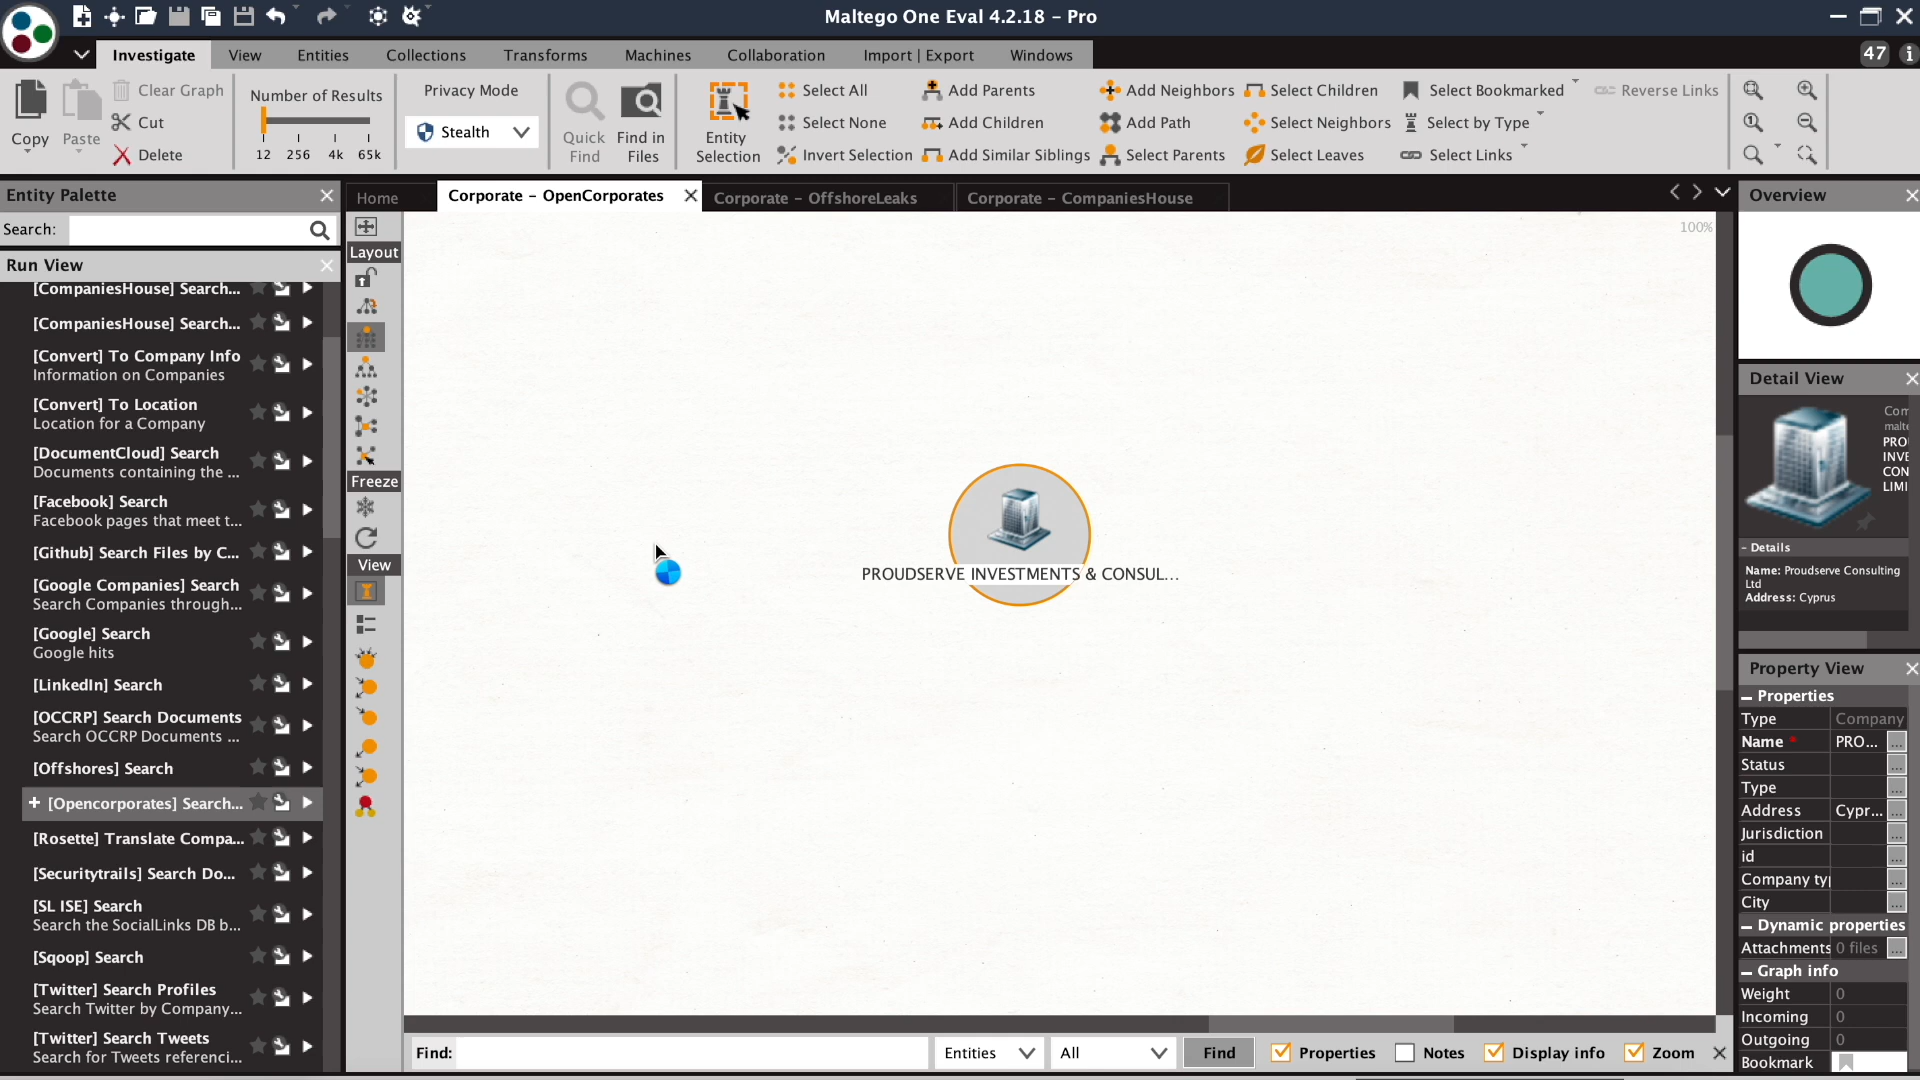 Maltego One Eval 4.2.18 - Pro
Investigate View Entities Collections Transforms Machines Collaboration Import | Export Windows 47 i
Copy Paste Clear Graph Cut Delete
Number of Results
12 256 4k 65k
Privacy Mode
Stealth
Quick Find
Find in Files
Entity Selection
Select All Add Parents Add Neighbors Select Children Select Bookmarked Reverse Links
Select None Add Children Add Path Select Neighbors Select by Type
Invert Selection Add Similar Siblings Select Parents Select Leaves Select Links
Entity Palette
Search:
Run View
[CompaniesHouse] Search...
[CompaniesHouse] Search...
[Convert] To Company Info
Information on Companies
[Convert] To Location
Location for a Company
[DocumentCloud] Search
Documents containing the ...
[Facebook] Search
Facebook pages that meet t...
[Github] Search Files by C...
[Google Companies] Search
Search Companies through...
[Google] Search
Google hits
[LinkedIn] Search
[OCCRP] Search Documents
Search OCCRP Documents ...
[Offshores] Search
+ [Opencorporates] Search...
[Rosette] Translate Compa...
[Securitytrails] Search Do...
[SL ISE] Search
Search the SocialLinks DB b...
[Sqoop] Search
[Twitter] Search Profiles
Search Twitter by Company...
[Twitter] Search Tweets
Search for Tweets referenci...
Home Corporate - OpenCorporates Corporate - OffshoreLeaks Corporate - CompaniesHouse
Layout
Freeze
View
100%
PROUDSERVE INVESTMENTS & CONSUL...
Find: Entities All Find Properties Notes Display info Zoom
Overview
Detail View
Com
malte
PRO
INVE
CON
LIMI
- Details
Name: Proudserve Consulting
Ltd
Address: Cyprus
Property View
Properties
Type Company
Name * PRO... ...
Status ...
Type ...
Address Cypr... ...
Jurisdiction ...
id ...
Company ty ...
City ...
Dynamic properties
Attachments 0 files ...
Graph info
Weight 0
Incoming 0
Outgoing 0
Bookmark